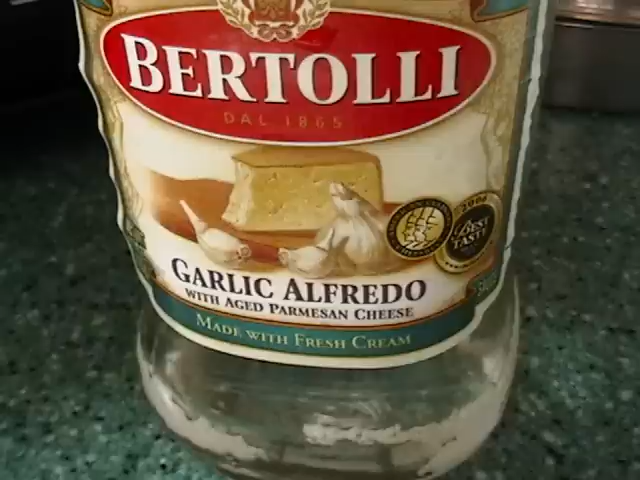 BERTOLLI
DAL 1865
BEST
TASTE
GARLIC ALFREDO
WITH AGED PARMESAN CHEESE
MADE WITH FRESH CREAM